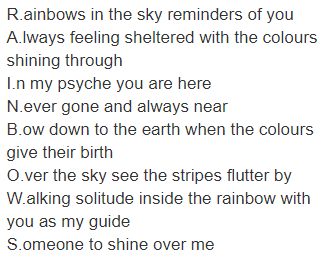 R.ainbows in the sky reminders of you
A.lways feeling sheltered with the colours
shining through
I.n my psyche you are here
N.ever gone and always near
B.ow down to the earth when the colours
give their birth
O.ver the sky see the stripes flutter by
W.alking solitude inside the rainbow with
you as my guide
S.omeone to shine over me